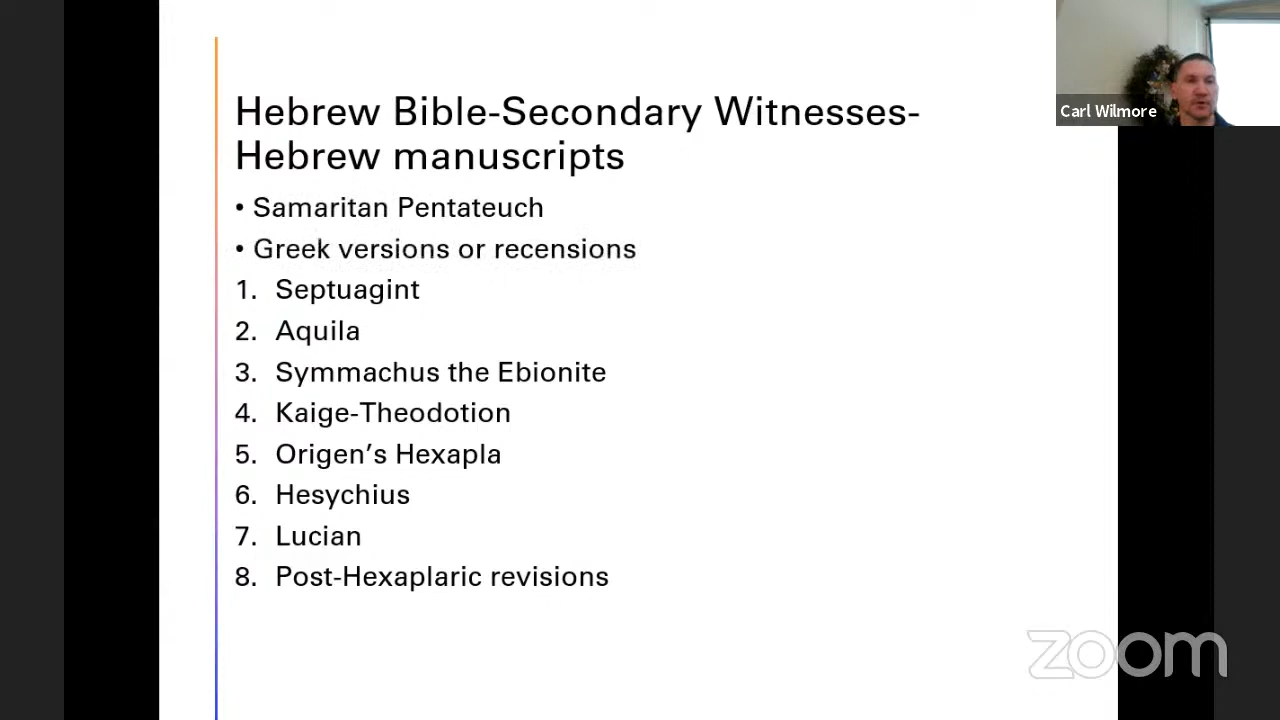 Hebrew Bible-Secondary Witnesses-
Hebrew manuscripts
• Samaritan Pentateuch
• Greek versions or recensions
1. Septuagint
2. Aquila
3. Symmachus the Ebionite
4. Kaige-Theodotion
5. Origen’s Hexapla
6. Hesychius
7. Lucian
8. Post-Hexaplaric revisions
Carl Wilmore
zoom